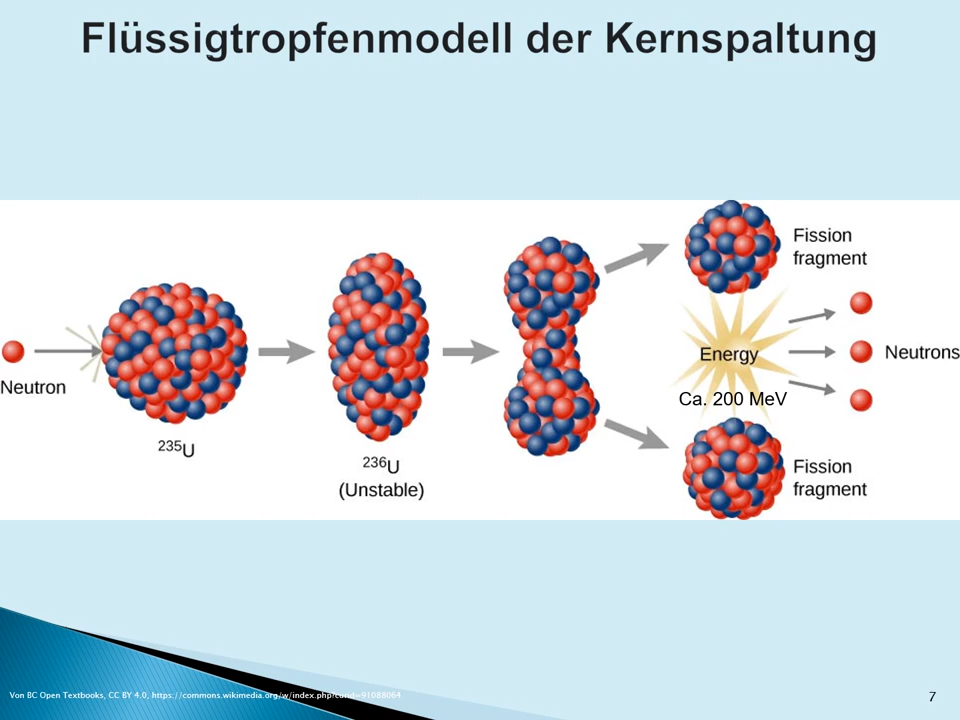 Flüssigtropfenmodell der Kernspaltung
Neutron
²³⁵U
²³⁶U
(Unstable)
Fission
fragment
Energy
Ca. 200 MeV
Neutrons
Fission
fragment
Von BC Open Textbooks, CC BY 4.0, https://commons.wikimedia.org/w/index.php?curid=91088064
7